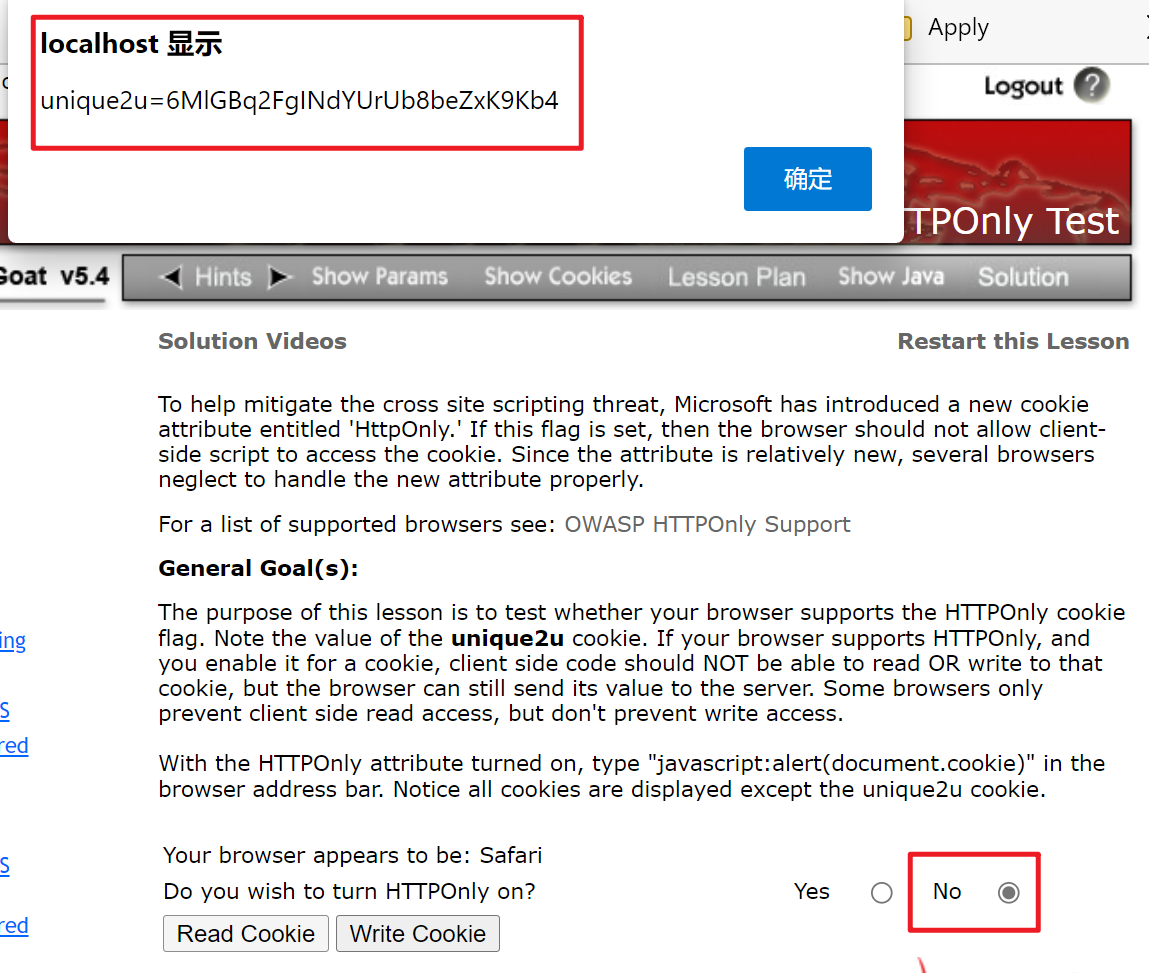 localhost 显示
unique2u=6MlGBq2FgINdYUrUb8beZxK9Kb4
确定
Apply
Logout ?
TPOnly Test
Goat v5.4
Hints
Show Params
Show Cookies
Lesson Plan
Show Java
Solution
Solution Videos
Restart this Lesson
To help mitigate the cross site scripting threat, Microsoft has introduced a new cookie
attribute entitled 'HttpOnly.' If this flag is set, then the browser should not allow client-
side script to access the cookie. Since the attribute is relatively new, several browsers
neglect to handle the new attribute properly.
For a list of supported browsers see: OWASP HTTPOnly Support
General Goal(s):
The purpose of this lesson is to test whether your browser supports the HTTPOnly cookie
flag. Note the value of the unique2u cookie. If your browser supports HTTPOnly, and
you enable it for a cookie, client side code should NOT be able to read OR write to that
cookie, but the browser can still send its value to the server. Some browsers only
prevent client side read access, but don't prevent write access.
With the HTTPOnly attribute turned on, type "javascript:alert(document.cookie)" in the
browser address bar. Notice all cookies are displayed except the unique2u cookie.
Your browser appears to be: Safari
Do you wish to turn HTTPOnly on? Yes No
Read Cookie Write Cookie
ing
S
red
S
red